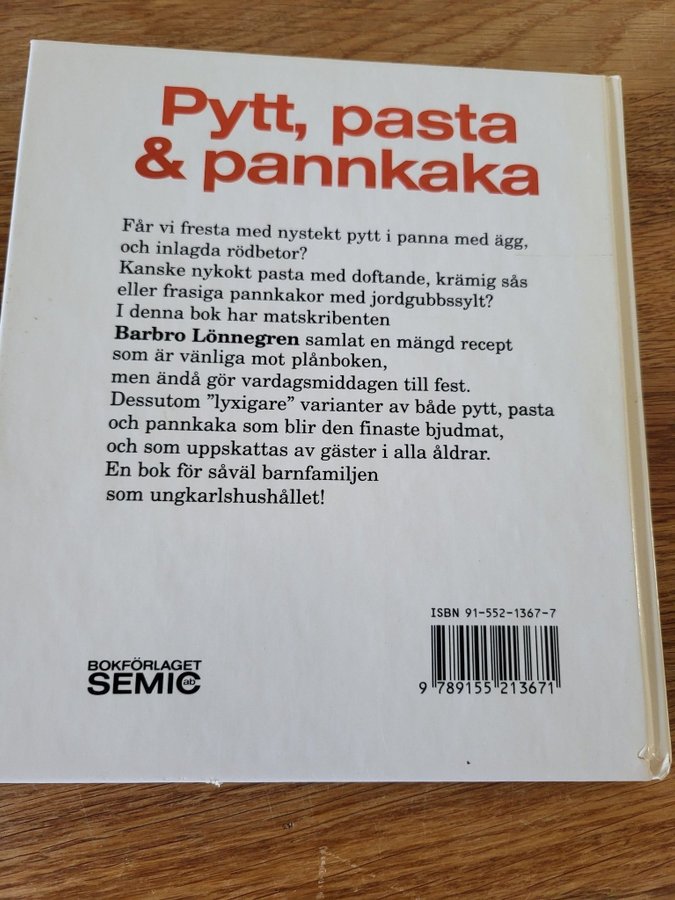 Pytt, pasta
& pannkaka
Får vi fresta med nystekt pytt i panna med ägg,
och inlagda rödbetor?
Kanske nykokt pasta med doftande, krämig sås
eller frasiga pannkakor med jordgubbssylt?
I denna bok har matskribenten
Barbro Lönnegren samlat en mängd recept
som är vänliga mot plånboken,
men ändå gör vardagsmiddagen till fest.
Dessutom ”lyxigare” varianter av både pytt, pasta
och pannkaka som blir den finaste bjudmat,
och som uppskattas av gäster i alla åldrar.
En bok för såväl barnfamiljen
som ungkarlshushållet!
ISBN 91-552-1367-7
9 789155 213671
BOKFÖRLAGET
SEMIC
ab